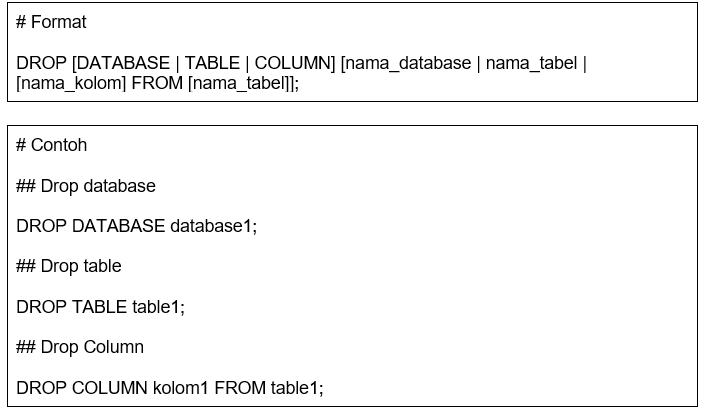 # Format
DROP [DATABASE | TABLE | COLUMN] [nama_database | nama_tabel |
[nama_kolom] FROM [nama_tabel]];
# Contoh
## Drop database
DROP DATABASE database1;
## Drop table
DROP TABLE table1;
## Drop Column
DROP COLUMN kolom1 FROM table1;